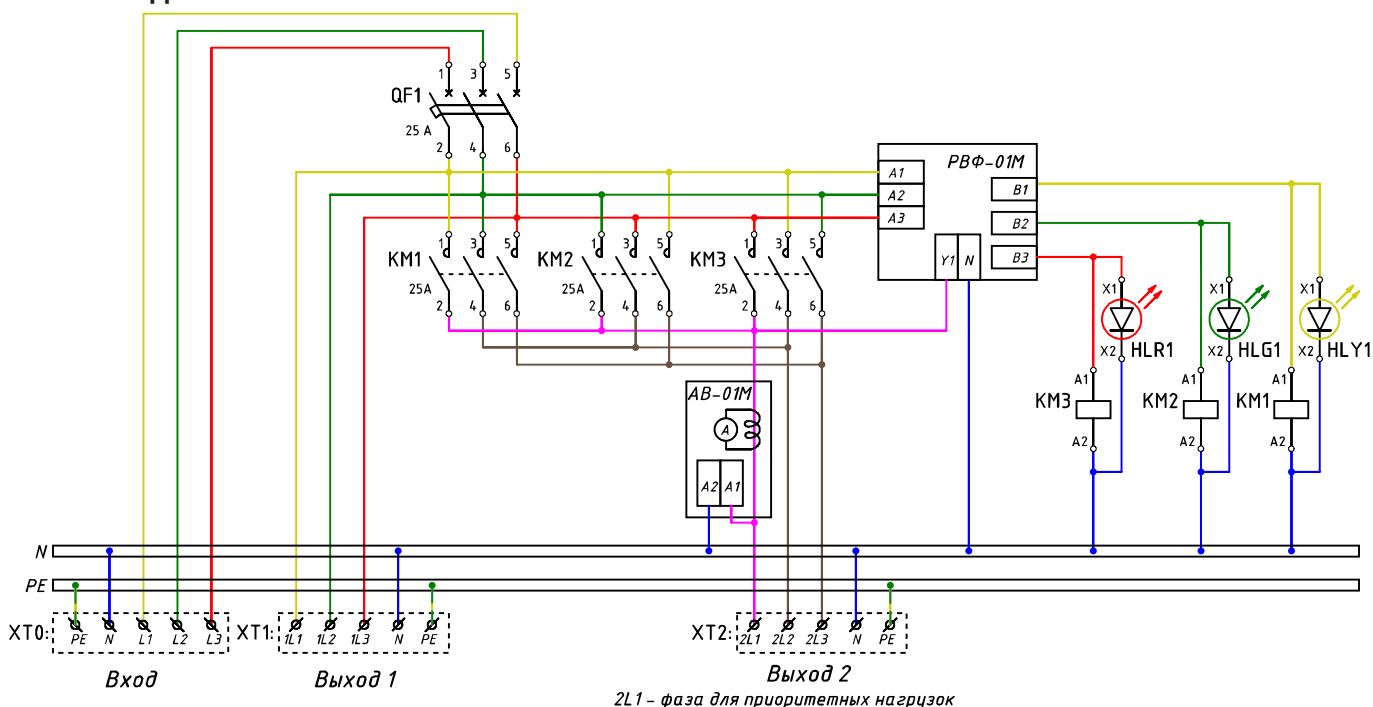 1 3 5
QF1
25 A
2 4 6
РВФ-01М
A1
A2
A3
B1
B2
B3
Y1 N
1 3 5
KM1
25A
2 4 6
1 3 5
KM2
25A
2 4 6
1 3 5
KM3
25A
2 4 6
X1
X2 HLR1
X1
X2 HLG1
X1
X2 HLY1
A1
KM3
A2
A1
KM2
A2
A1
KM1
A2
АВ-01М
A
A2 A1
N
PE
XT0: PE N L1 L2 L3
XT1: 1L1 1L2 1L3 N PE
XT2: 2L1 2L2 2L3 N PE
Вход
Выход 1
Выход 2
2L1 - фаза для приоритетных нагрузок